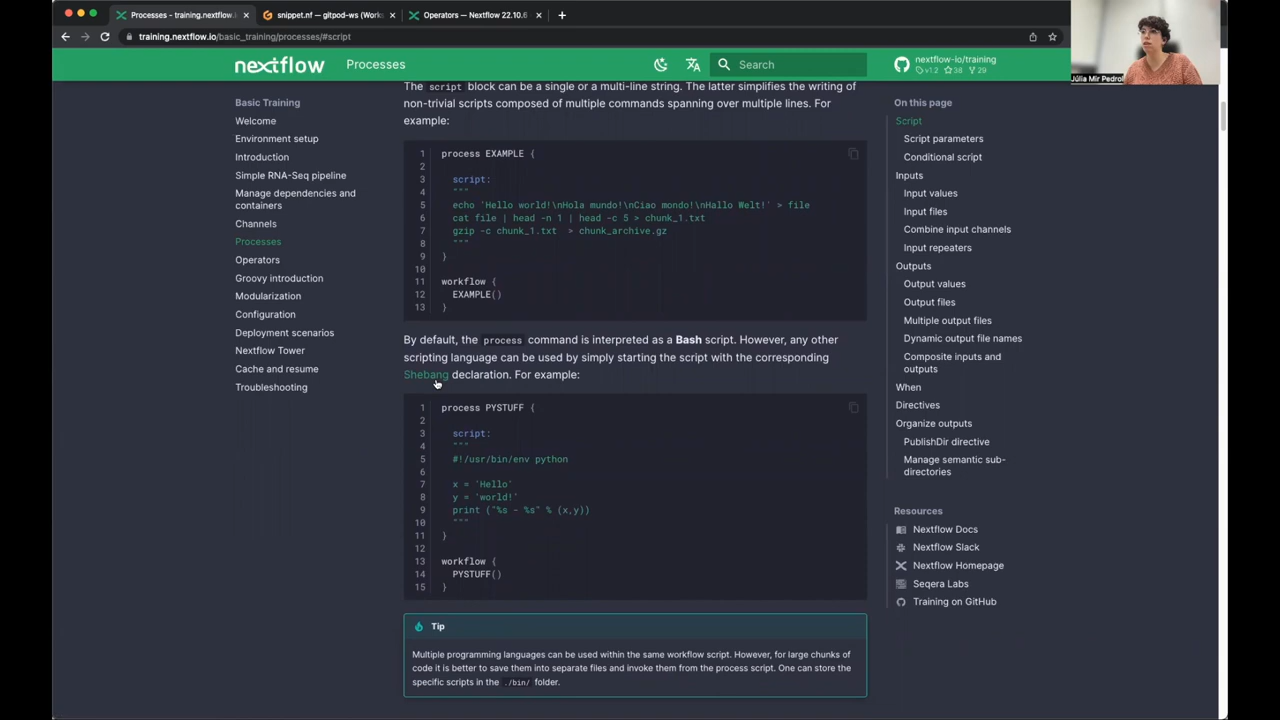 Processes - training.nextflow.
snippet.nf — gitpod-ws (Works
Operators — Nextflow 22.10.6
training.nextflow.io/basic_training/processes/#script
nextflow
Processes
Search
nextflow-io/training
v1.2 38 29
Júlia Mir Pedrol
Basic Training
Welcome
Environment setup
Introduction
Simple RNA-Seq pipeline
Manage dependencies and
containers
Channels
Processes
Operators
Groovy introduction
Modularization
Configuration
Deployment scenarios
Nextflow Tower
Cache and resume
Troubleshooting
The script block can be a single or a multi-line string. The latter simplifies the writing of
non-trivial scripts composed of multiple commands spanning over multiple lines. For
example:
1 process EXAMPLE {
2
3 script:
4 """
5 echo 'Hello world!\nHola mundo!\nCiao mondo!\nHallo Welt!' > file
6 cat file | head -n 1 | head -c 5 > chunk_1.txt
7 gzip -c chunk_1.txt > chunk_archive.gz
8 """
9 }
10
11 workflow {
12 EXAMPLE()
13 }
By default, the process command is interpreted as a Bash script. However, any other
scripting language can be used by simply starting the script with the corresponding
Shebang declaration. For example:
1 process PYSTUFF {
2
3 script:
4 """
5 #!/usr/bin/env python
6
7 x = 'Hello'
8 y = 'world!'
9 print ("%s - %s" % (x,y))
10 """
11 }
12
13 workflow {
14 PYSTUFF()
15 }
Tip
Multiple programming languages can be used within the same workflow script. However, for large chunks of
code it is better to save them into separate files and invoke them from the process script. One can store the
specific scripts in the ./bin/ folder.
On this page
Script
Script parameters
Conditional script
Inputs
Input values
Input files
Combine input channels
Input repeaters
Outputs
Output values
Output files
Multiple output files
Dynamic output file names
Composite inputs and
outputs
When
Directives
Organize outputs
PublishDir directive
Manage semantic sub-
directories
Resources
Nextflow Docs
Nextflow Slack
Nextflow Homepage
Seqera Labs
Training on GitHub